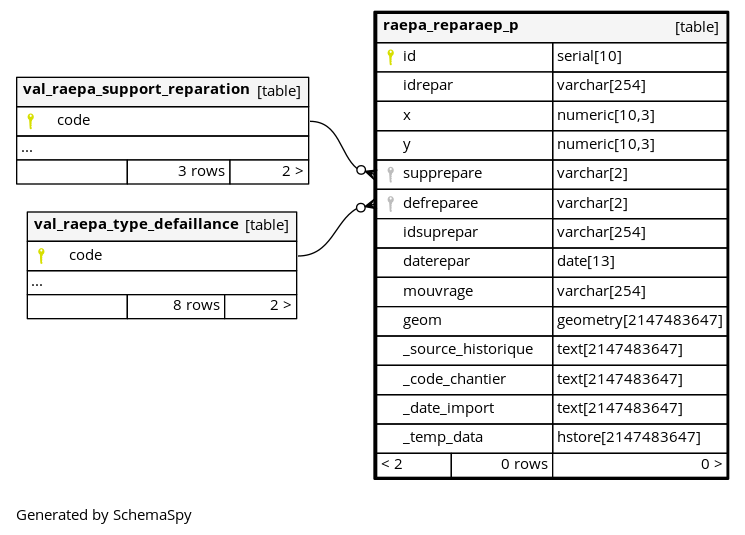 raepa_reparaep_p [table]
id serial[10]
idrepar varchar[254]
x numeric[10,3]
y numeric[10,3]
supprepare varchar[2]
defreparee varchar[2]
idsuprepar varchar[254]
daterepar date[13]
mouvrage varchar[254]
geom geometry[2147483647]
_source_historique text[2147483647]
_code_chantier text[2147483647]
_date_import text[2147483647]
_temp_data hstore[2147483647]
< 2 0 rows 0 >
val_raepa_support_reparation [table]
code
...
3 rows 2 >
val_raepa_type_defaillance [table]
code
...
8 rows 2 >
Generated by SchemaSpy